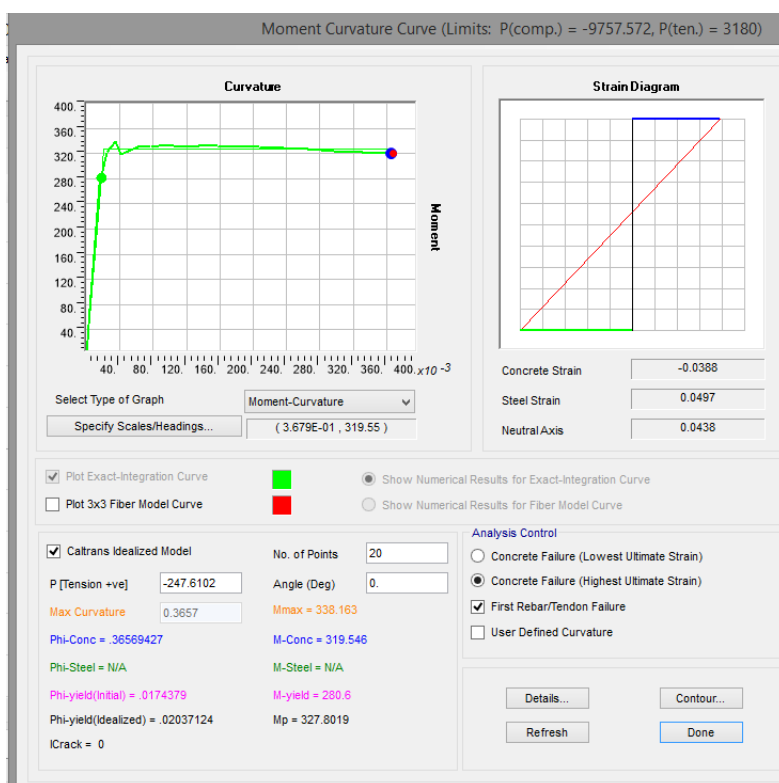 Moment Curvature Curve (Limits: P(comp.) = -9757.572, P(ten.) = 3180)
Curvature
400.
360.
320.
280.
240.
200.
160.
120.
80.
40.
Moment
40. 80. 120. 160. 200. 240. 280. 320. 360. 400. x10 -3
Strain Diagram
Select Type of Graph Moment-Curvature
Specify Scales/Headings... ( 3.679E-01 , 319.55 )
Concrete Strain -0.0388
Steel Strain 0.0497
Neutral Axis 0.0438
Plot Exact-Integration Curve Show Numerical Results for Exact-Integration Curve
Plot 3x3 Fiber Model Curve Show Numerical Results for Fiber Model Curve
Caltrans Idealized Model No. of Points 20
P [Tension +ve] -247.6102 Angle (Deg) 0.
Max Curvature 0.3657 Mmax = 338.163
Phi-Conc = .36569427 M-Conc = 319.546
Phi-Steel = N/A M-Steel = N/A
Phi-yield(Initial) = .0174379 M-yield = 280.6
Phi-yield(Idealized) = .02037124 Mp = 327.8019
ICrack = 0
Analysis Control
Concrete Failure (Lowest Ultimate Strain)
Concrete Failure (Highest Ultimate Strain)
First Rebar/Tendon Failure
User Defined Curvature
Details... Contour...
Refresh Done